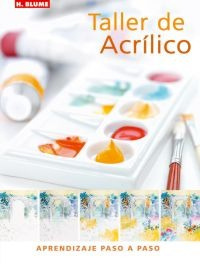 H. BLUME
Taller de
Acrílico
APRENDIZAJE PASO A PASO